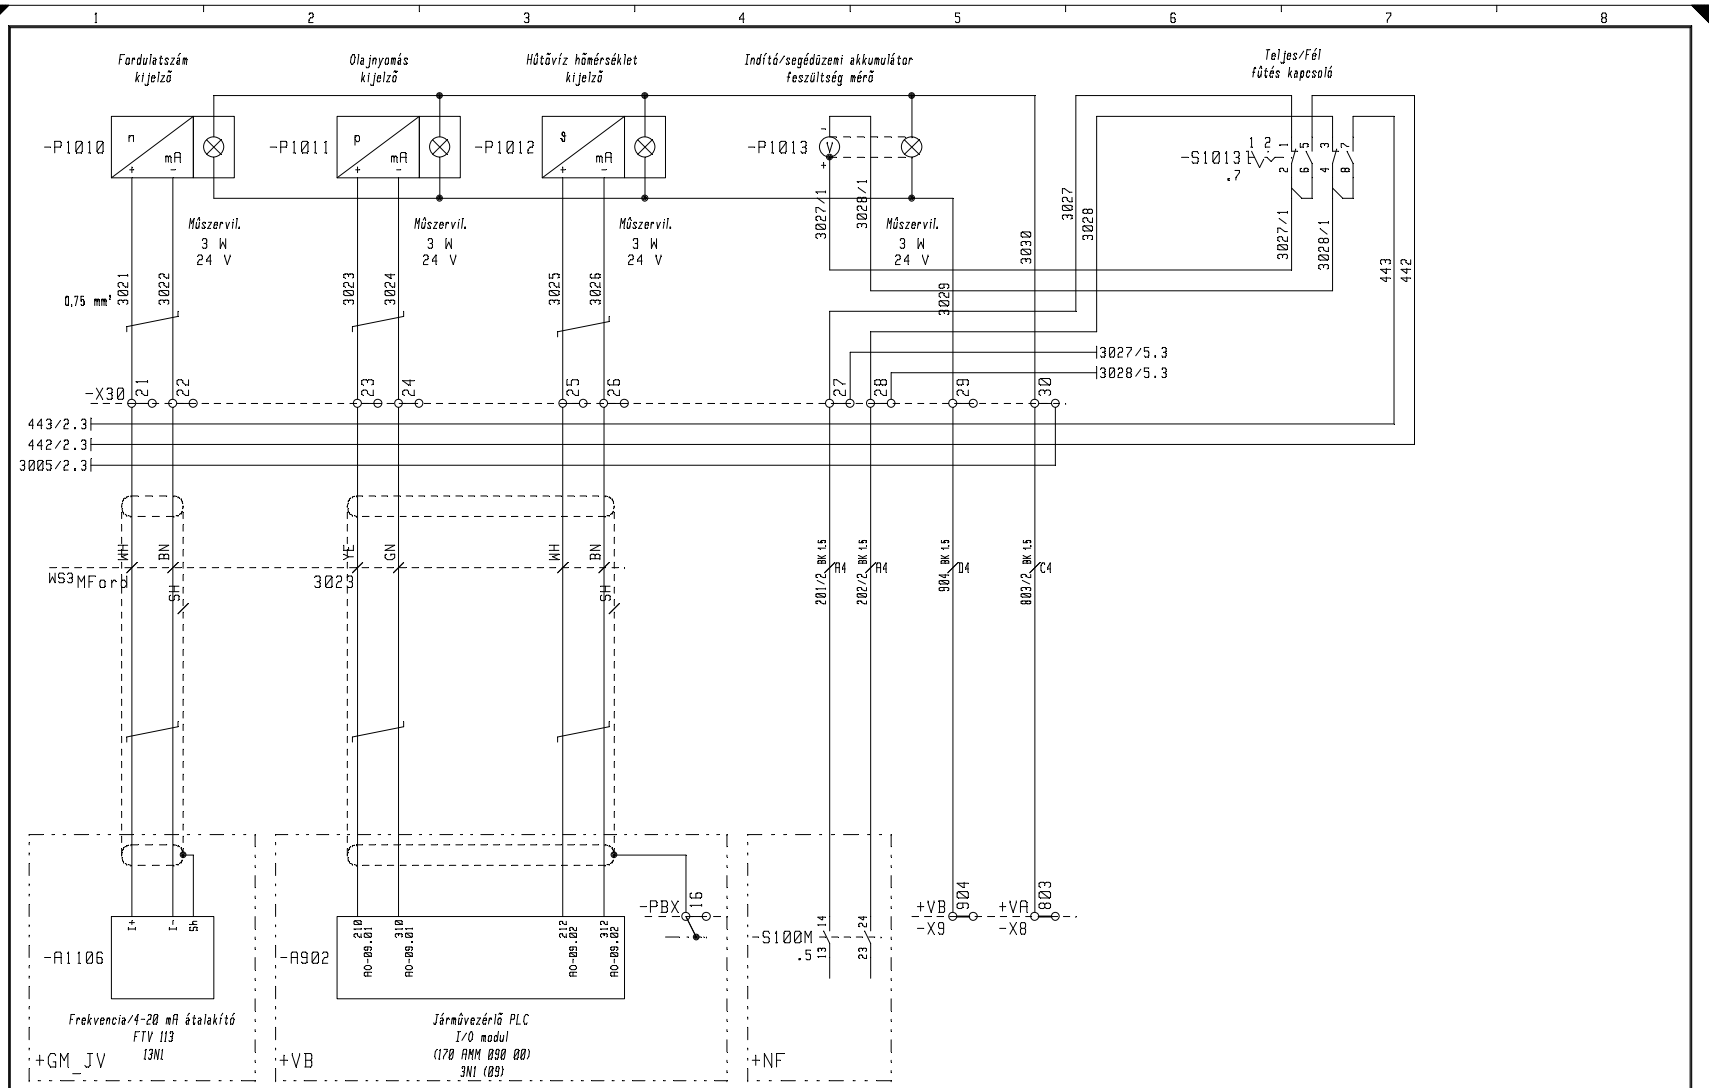 1 2 3 4 5 6 7 8
Fordulatszám
kijelző
Olajnyomás
kijelző
Hűtővíz hőmérséklet
kijelző
Indító/segédüzemi akkumulátor
feszültség mérő
Teljes/Fél
fűtés kapcsoló
-P1010
n
mA
+ -
-P1011
p
mA
+ -
-P1012
ϑ
mA
+ -
-P1013
-
V
+
-S1013
.7
1 2
1 5 3 7
2 6 4 8
Műszervil.
3 W
24 V
Műszervil.
3 W
24 V
Műszervil.
3 W
24 V
Műszervil.
3 W
24 V
0,75 mm²
3021
3022
3023
3024
3025
3026
3027/1
3028/1
3029
3030
3027
3028
3027/1
3028/1
443
442
3027/5.3
3028/5.3
-X30
21
22
23
24
25
26
27
28
29
30
443/2.3
442/2.3
3005/2.3
WH
BN
YE
GN
WH
BN
WS3
MFord
SH
3023
SH
201/2 BK 1.5
A4
202/2 BK 1.5
A4
904 BK 1.5
D4
803/2 BK 1.5
C4
I+
I-
Sh
-A1106
Frekvencia/4-20 mA átalakító
FTV 113
13N1
+GM_JV
210
AO-09.01
310
AO-09.01
212
AO-09.02
312
AO-09.02
-A902
-PBX
16
Járművezérlő PLC
I/O modul
(170 AMM 090 00)
3N1 (09)
+VB
-S100M
.5
13 14
23 24
+NF
+VB
-X9
904
+VA
-X8
803